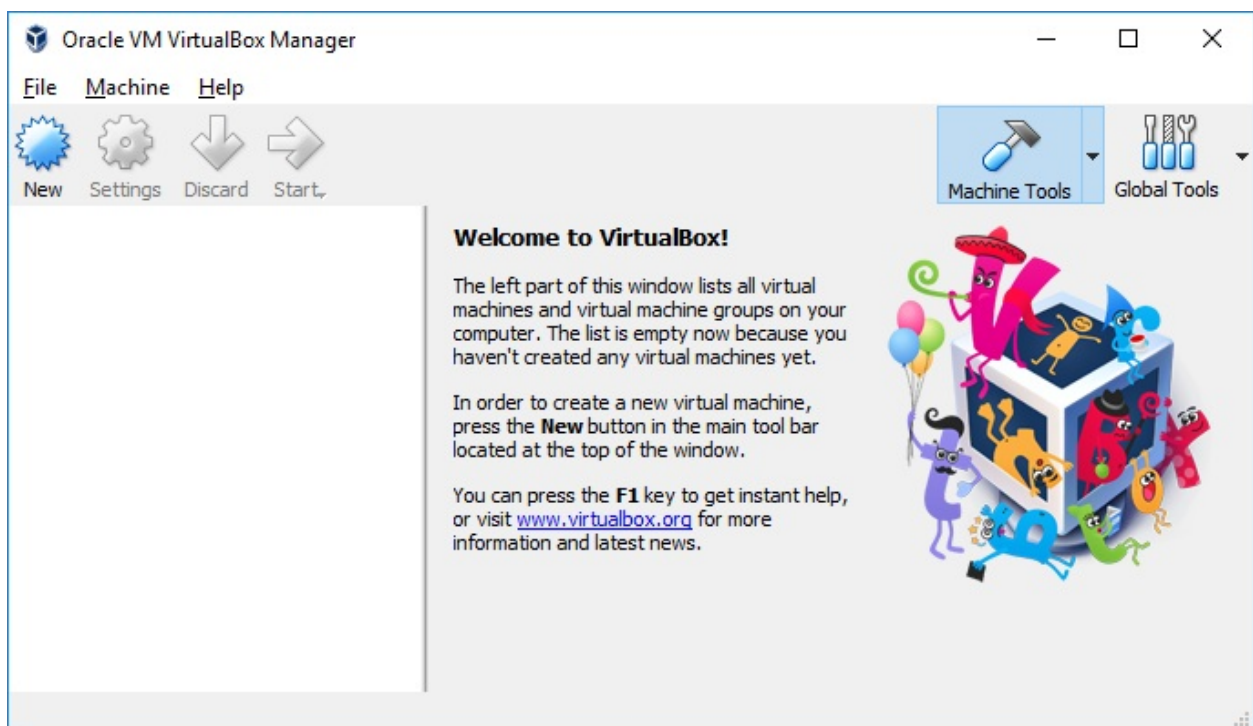 Oracle VM VirtualBox Manager
File Machine Help
New Settings Discard Start
Machine Tools Global Tools
Welcome to VirtualBox!
The left part of this window lists all virtual
machines and virtual machine groups on your
computer. The list is empty now because you
haven't created any virtual machines yet.
In order to create a new virtual machine,
press the New button in the main tool bar
located at the top of the window.
You can press the F1 key to get instant help,
or visit www.virtualbox.org for more
information and latest news.